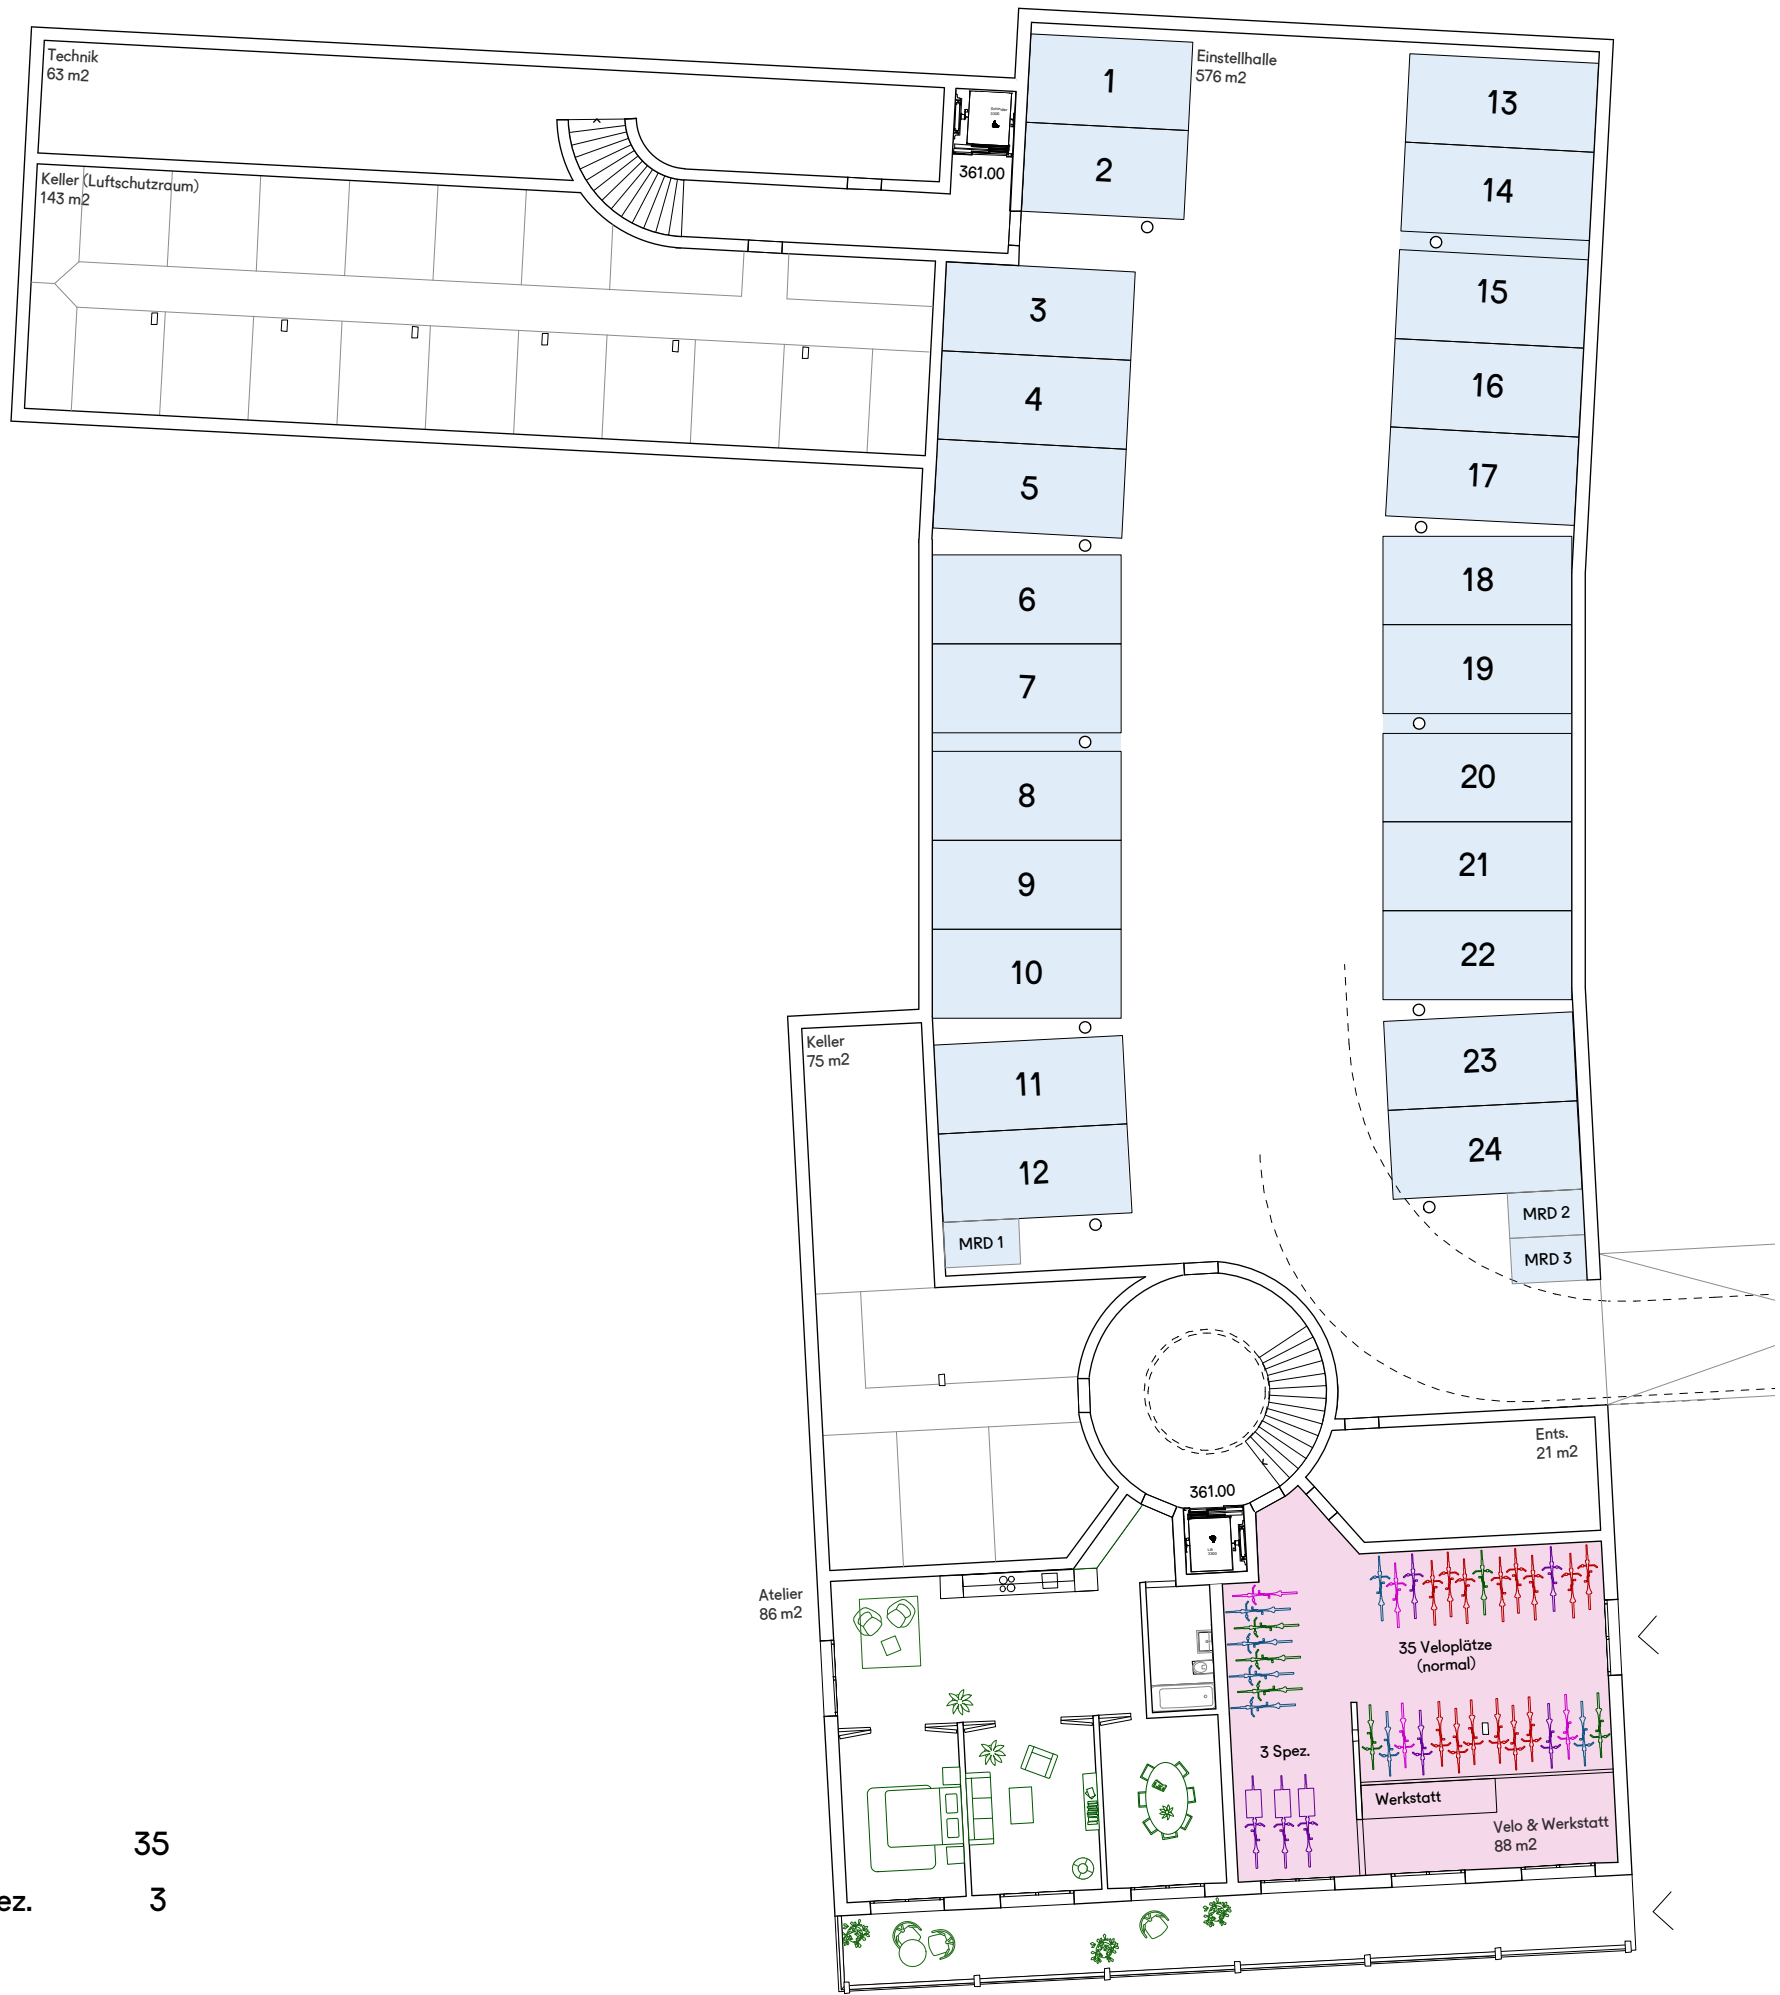 Technik
63 m2
Keller (Luftschutzraum)
143 m2
361.00
Einstellhalle
576 m2
1
2
3
4
5
6
7
8
9
10
11
12
MRD 1
13
14
15
16
17
18
19
20
21
22
23
24
MRD 2
MRD 3
Keller
75 m2
Ents.
21 m2
361.00
Atelier
86 m2
35 Veloplätze
(normal)
3 Spez.
Werkstatt
Velo & Werkstatt
88 m2
35
ez. 3